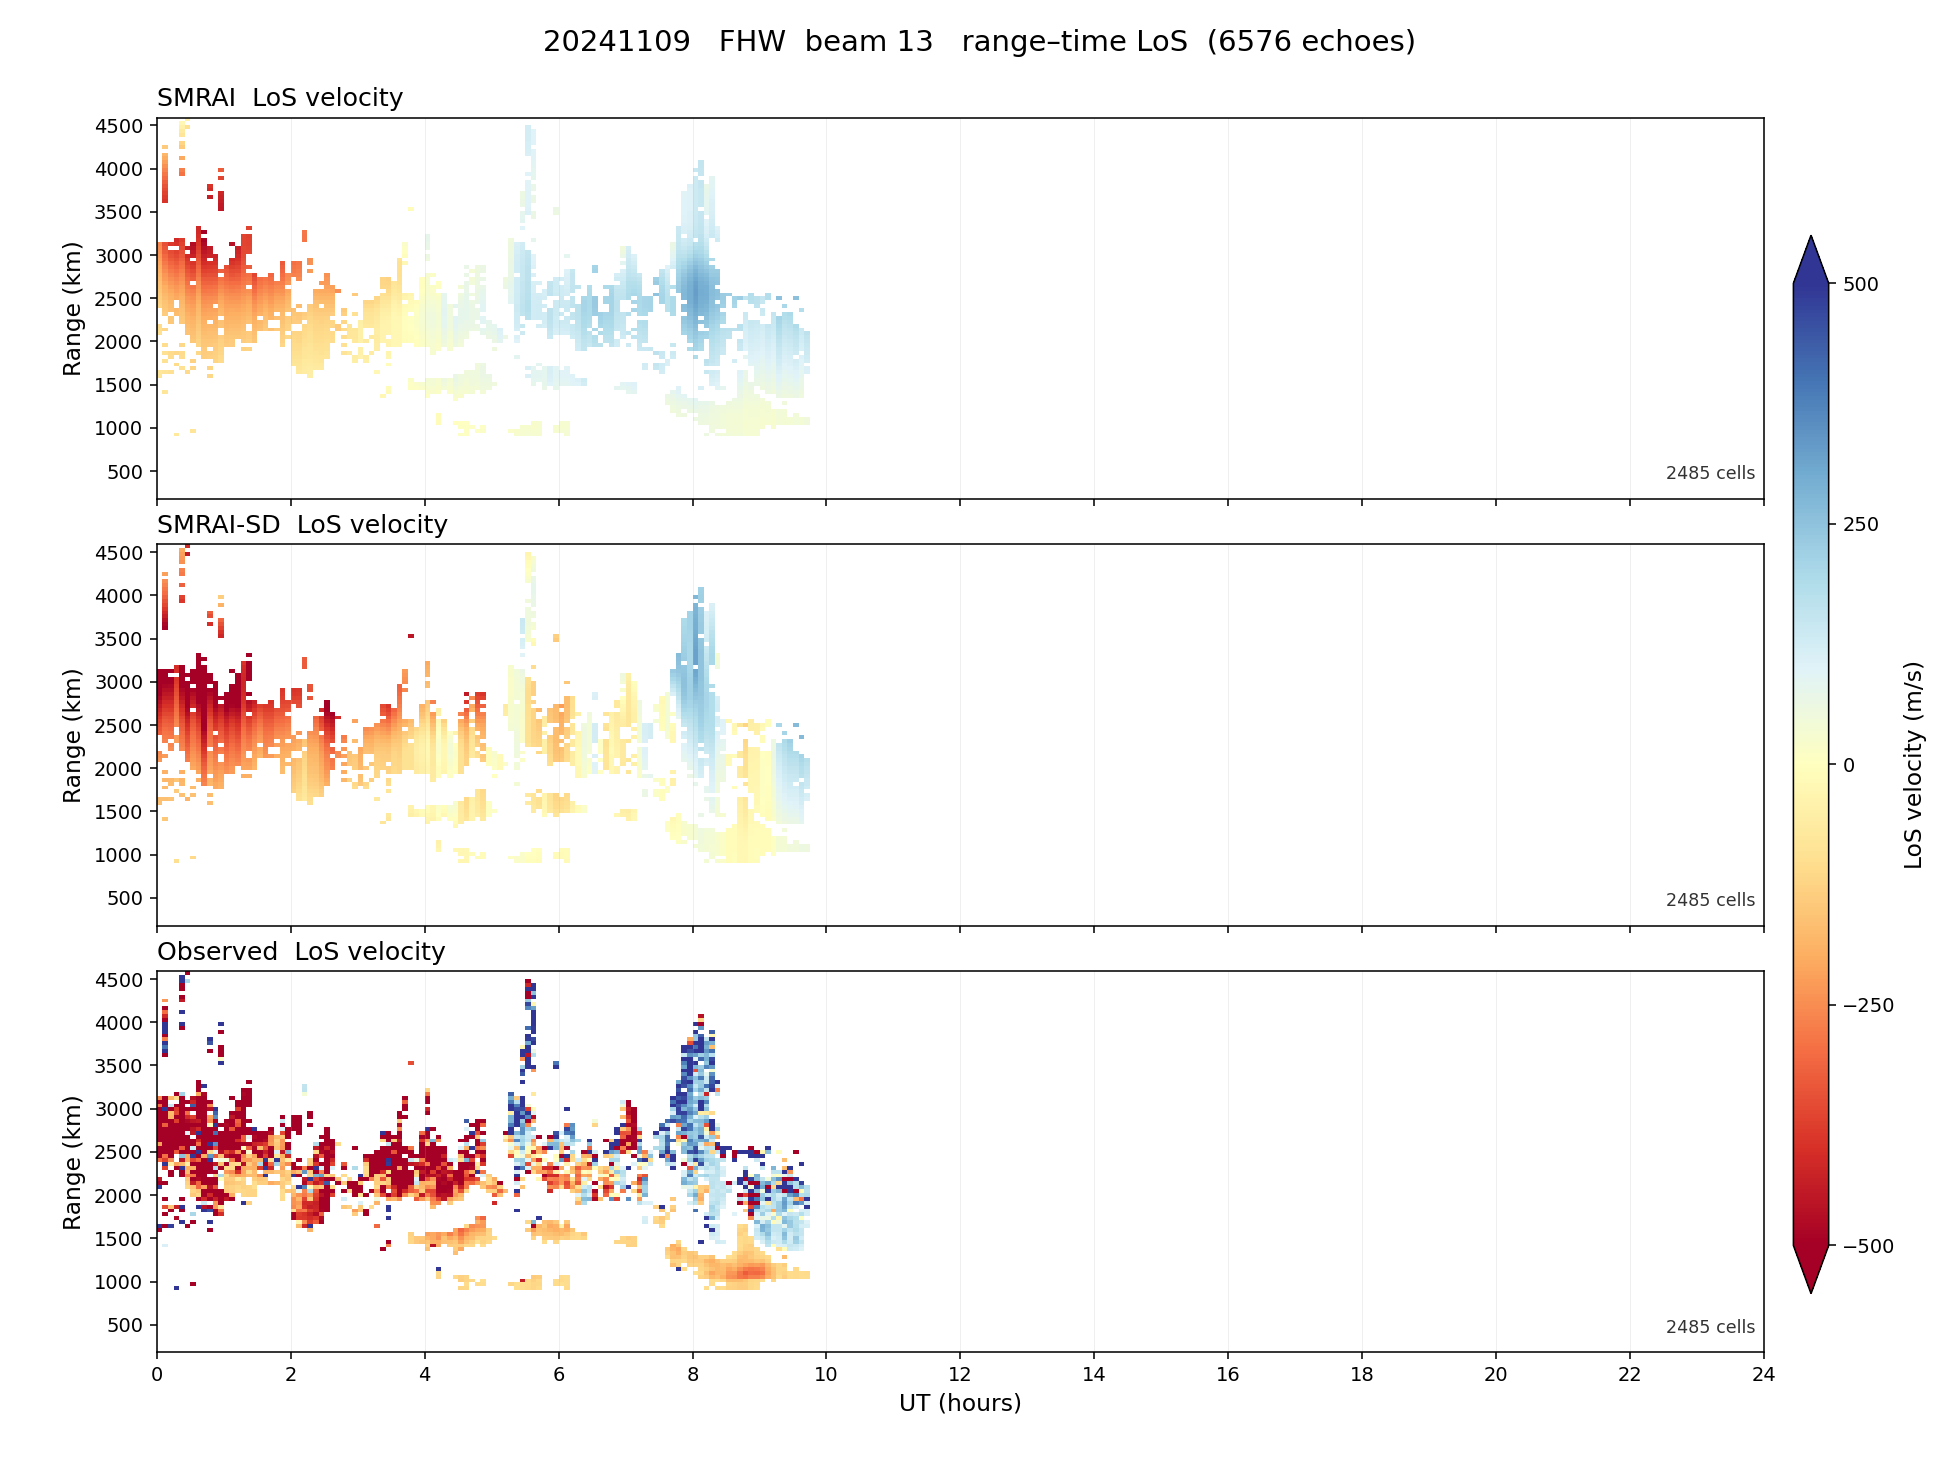 20241109   FHW  beam 13   range–time LoS  (6576 echoes)
SMRAI  LoS velocity
4500
4000
3500
3000
2500
2000
1500
1000
500
Range (km)
2485 cells
SMRAI-SD  LoS velocity
4500
4000
3500
3000
2500
2000
1500
1000
500
Range (km)
2485 cells
Observed  LoS velocity
4500
4000
3500
3000
2500
2000
1500
1000
500
Range (km)
2485 cells
0 2 4 6 8 10 12 14 16 18 20 22 24
UT (hours)
500
250
0
−250
−500
LoS velocity (m/s)